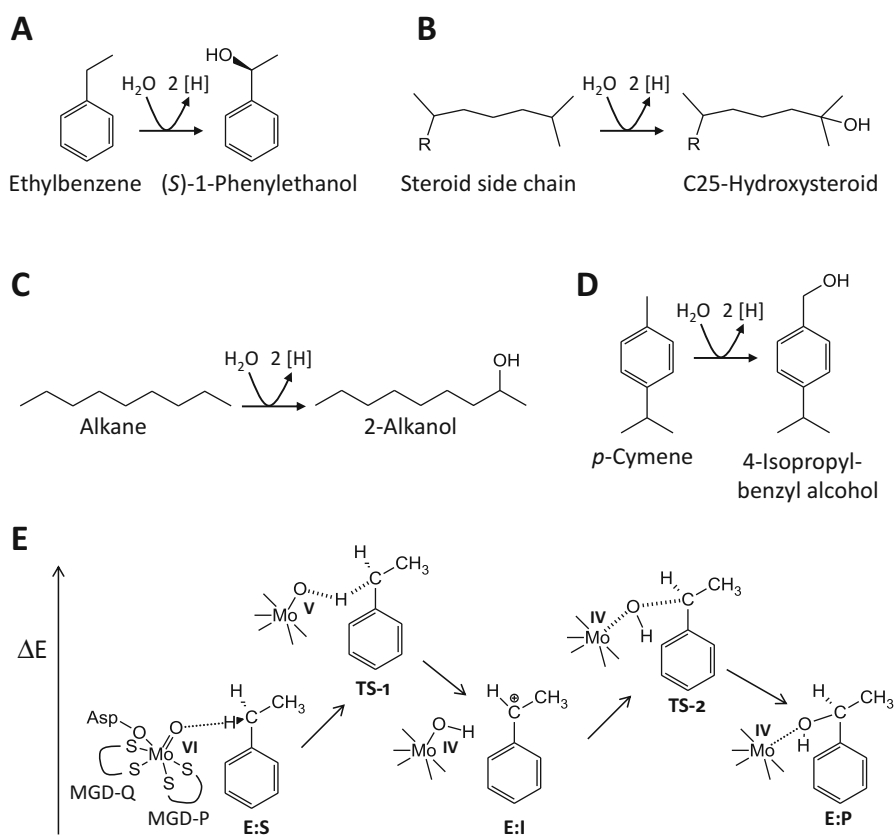 A
HO
H2O 2 [H]
Ethylbenzene
(S)-1-Phenylethanol
B
H2O 2 [H]
R
R
OH
Steroid side chain
C25-Hydroxysteroid
C
H2O 2 [H]
OH
Alkane
2-Alkanol
D
H2O 2 [H]
OH
p-Cymene
4-Isopropyl-
benzyl alcohol
E
ΔE
Asp
O
O
H
H
C
CH3
S
Mo
VI
S
S
S
MGD-Q
MGD-P
E:S
H
O
H
C
CH3
V
Mo
TS-1
O
H
Mo
IV
H
C
⊕
CH3
E:I
H
O
C
CH3
IV
H
Mo
TS-2
H
C
CH3
HO
IV
H
Mo
E:P